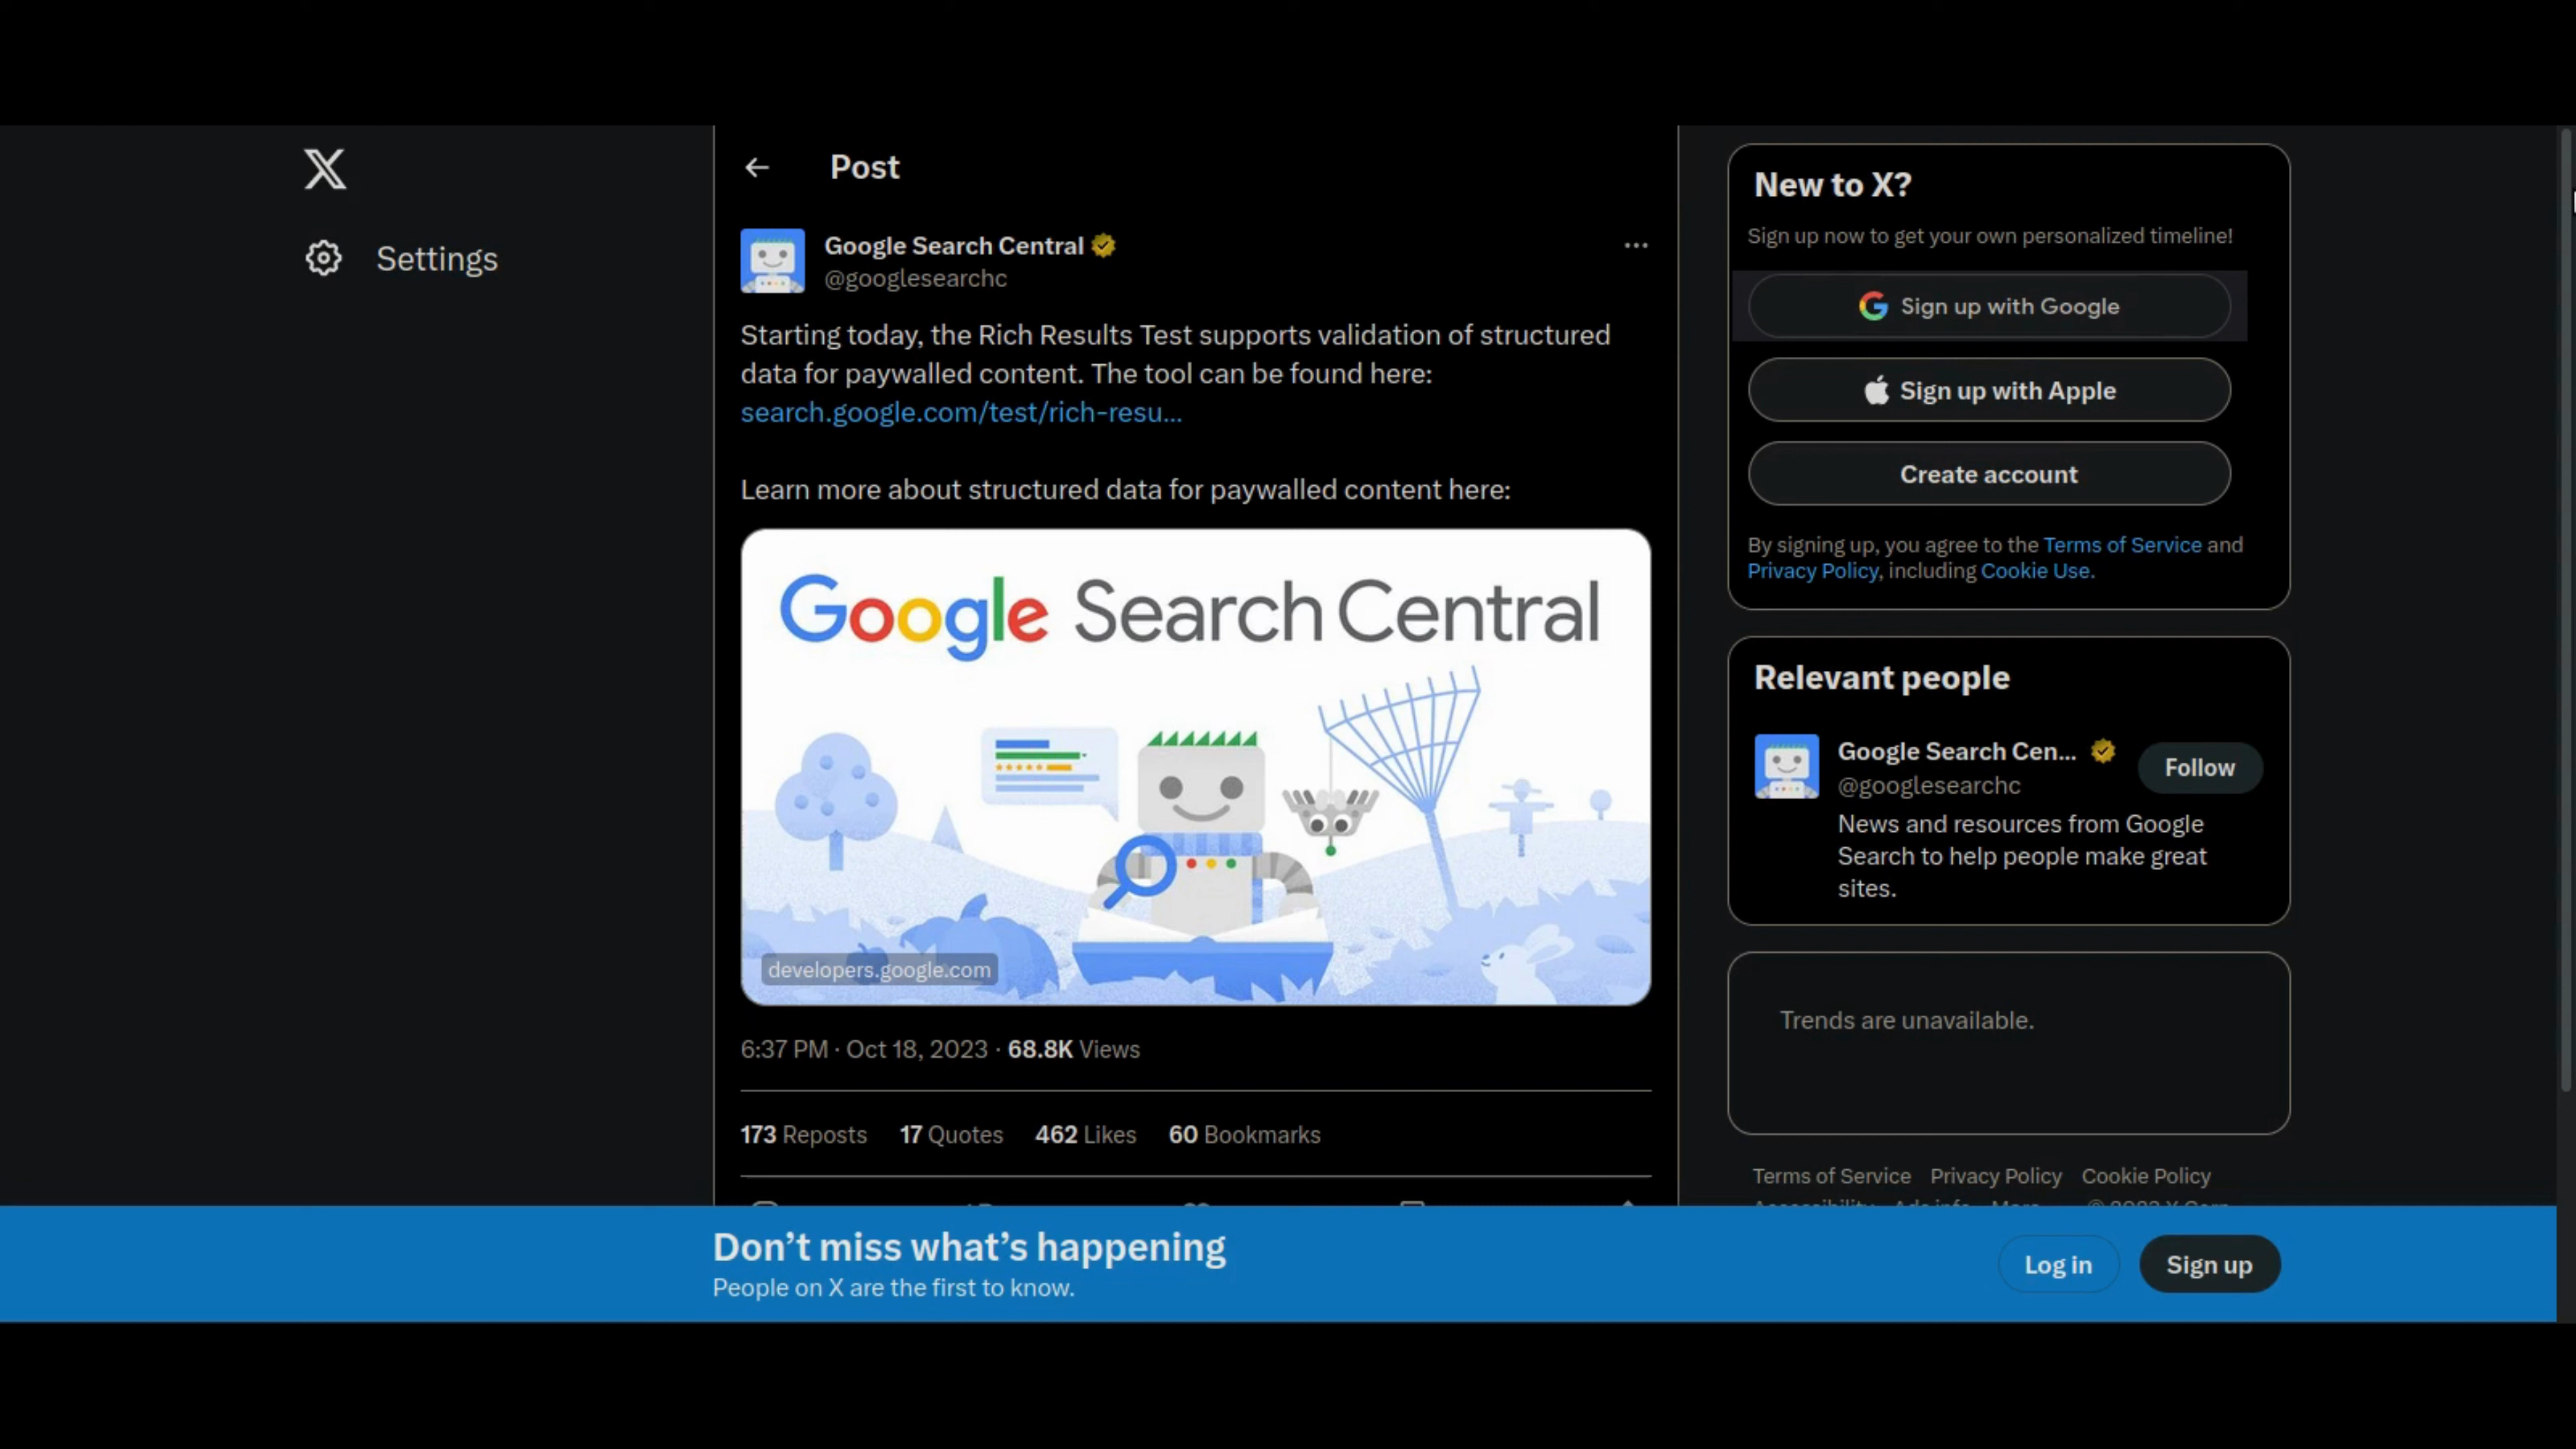 X
Settings
Post
Google Search Central
@googlesearchc
Starting today, the Rich Results Test supports validation of structured
data for paywalled content. The tool can be found here:
search.google.com/test/rich-resu...
Learn more about structured data for paywalled content here:
Google Search Central
developers.google.com
6:37 PM · Oct 18, 2023 · 68.8K Views
173 Reposts 17 Quotes 462 Likes 60 Bookmarks
New to X?
Sign up now to get your own personalized timeline!
Sign up with Google
Sign up with Apple
Create account
By signing up, you agree to the Terms of Service and
Privacy Policy, including Cookie Use.
Relevant people
Google Search Cen...
@googlesearchc
Follow
News and resources from Google
Search to help people make great
sites.
Trends are unavailable.
Terms of Service Privacy Policy Cookie Policy
Don’t miss what’s happening
People on X are the first to know.
Log in
Sign up